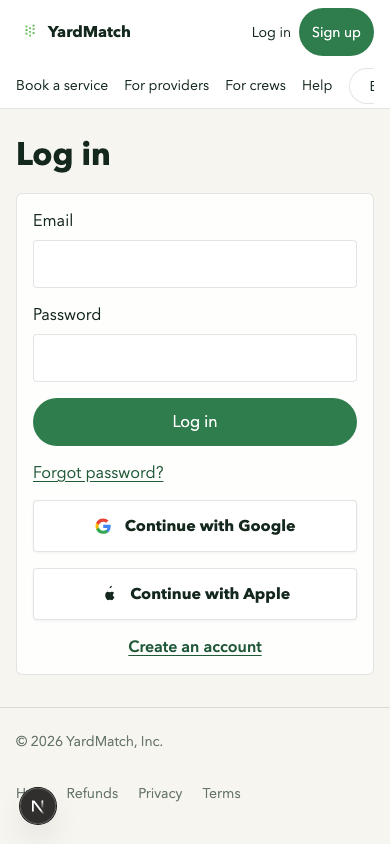 YardMatch
Log in
Sign up
Book a service
For providers
For crews
Help
Log in
Email
Password
Log in
Forgot password?
Continue with Google
Continue with Apple
Create an account
© 2026 YardMatch, Inc.
Refunds
Privacy
Terms